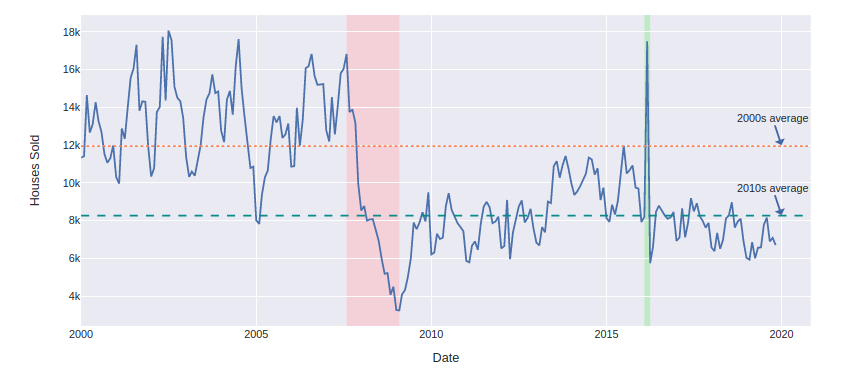 18k
16k
14k
12k
10k
8k
6k
4k
Houses Sold
2000s average
2010s average
2000
2005
2010
2015
2020
Date